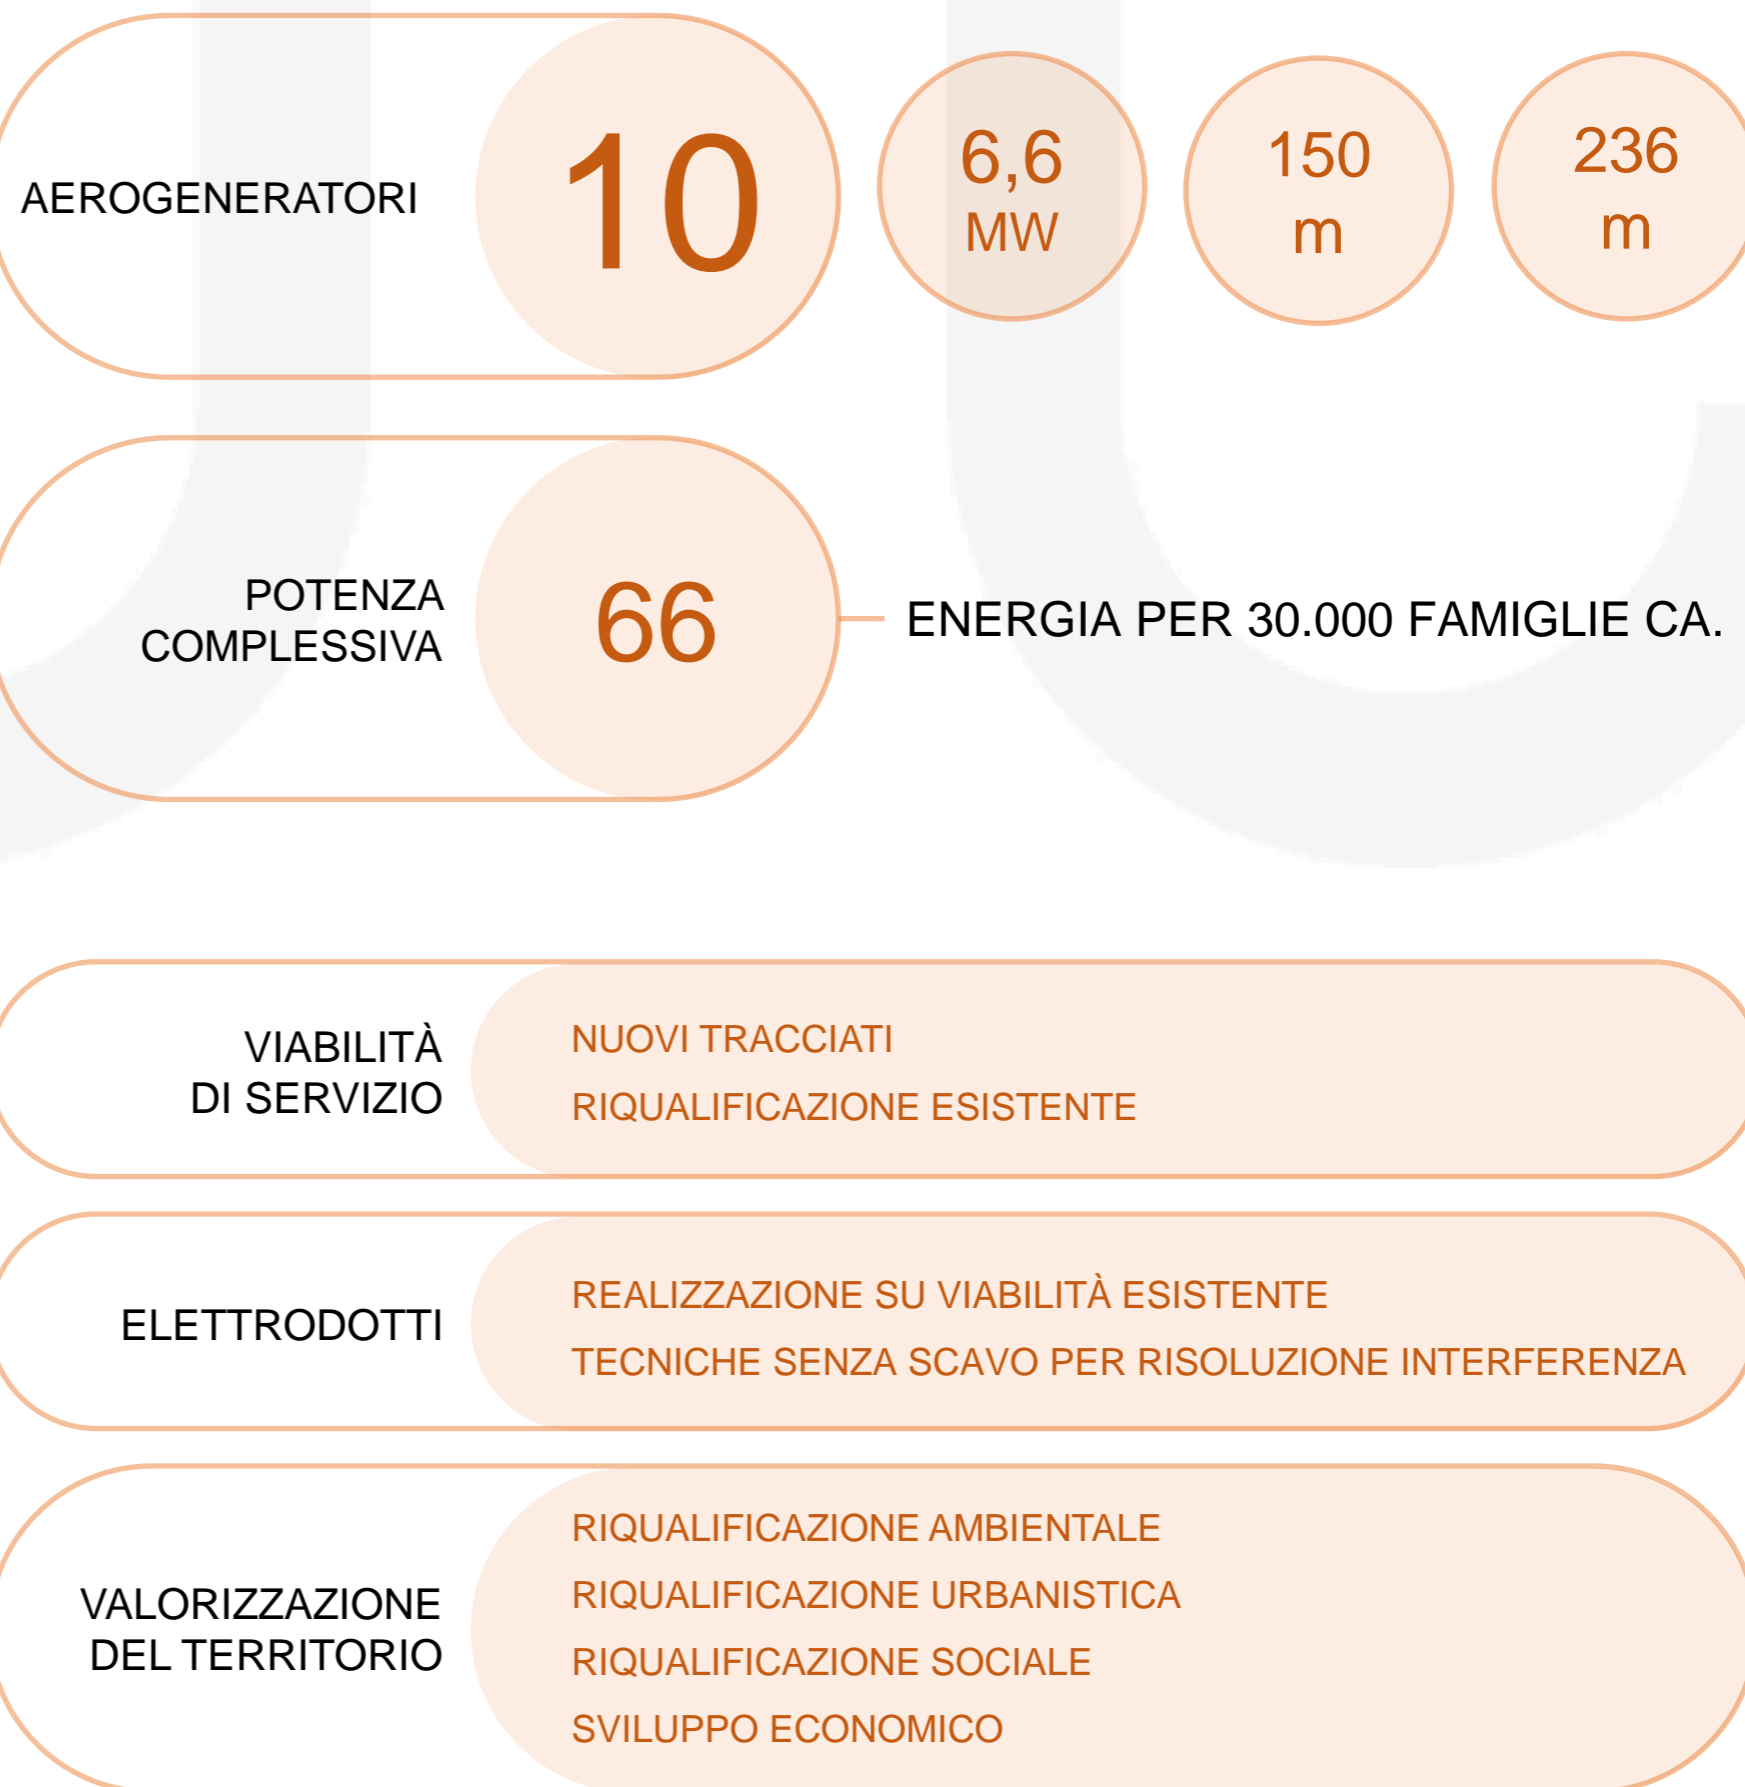 AEROGENERATORI
10
6,6
MW
150
m
236
m
POTENZA
COMPLESSIVA
66
ENERGIA PER 30.000 FAMIGLIE CA.
VIABILITÀ
DI SERVIZIO
NUOVI TRACCIATI
RIQUALIFICAZIONE ESISTENTE
ELETTRODOTTI
REALIZZAZIONE SU VIABILITÀ ESISTENTE
TECNICHE SENZA SCAVO PER RISOLUZIONE INTERFERENZA
VALORIZZAZIONE
DEL TERRITORIO
RIQUALIFICAZIONE AMBIENTALE
RIQUALIFICAZIONE URBANISTICA
RIQUALIFICAZIONE SOCIALE
SVILUPPO ECONOMICO